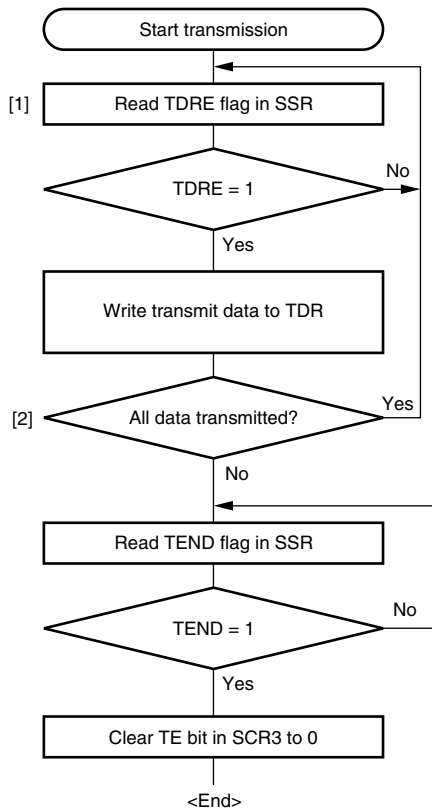 Start transmission
[1]
Read TDRE flag in SSR
No
TDRE = 1
Yes
Write transmit data to TDR
Yes
[2]
All data transmitted?
No
Read TEND flag in SSR
No
TEND = 1
Yes
Clear TE bit in SCR3 to 0
<End>